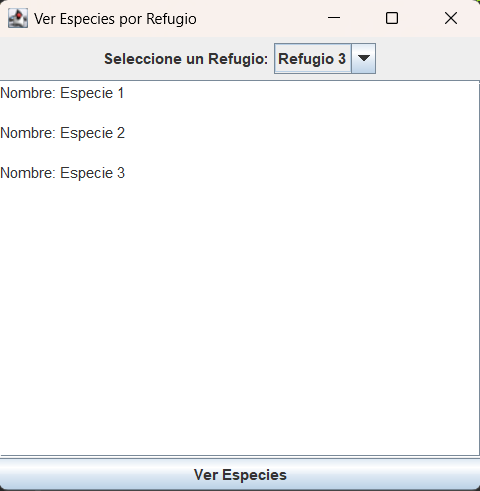 Ver Especies por Refugio
Seleccione un Refugio: Refugio 3
Nombre: Especie 1
Nombre: Especie 2
Nombre: Especie 3
Ver Especies